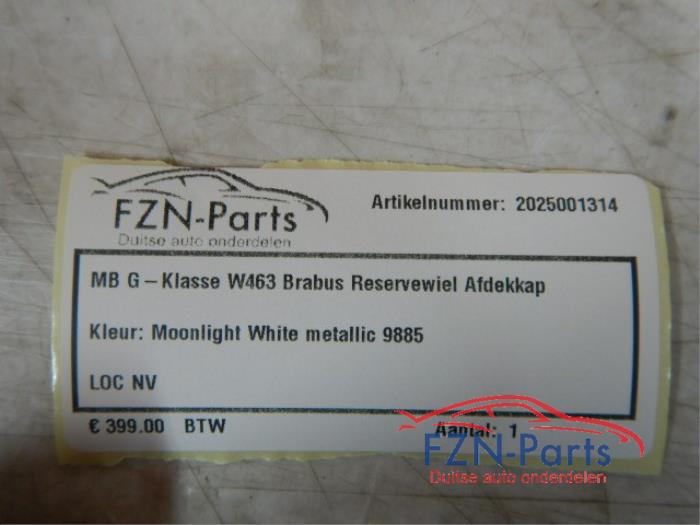 FZN-Parts
Duitse auto onderdelen
Artikelnummer: 2025001314
MB G – Klasse W463 Brabus Reservewiel Afdekkap
Kleur: Moonlight White metallic 9885
LOC NV
€ 399.00 BTW
Aantal: 1
FZN-Parts
Duitse auto onderdelen